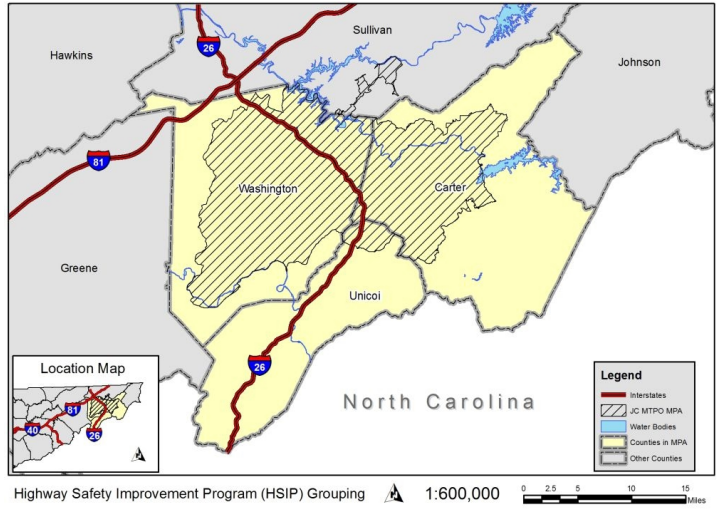 Sullivan
Hawkins
26
Johnson
81
Washington
Carter
Greene
Unicoi
26
North Carolina
Location Map
81
40
26
Legend
Interstates
JC MTPO MPA
Water Bodies
Counties in MPA
Other Counties
Highway Safety Improvement Program (HSIP) Grouping
1:600,000
0 2.5 5 10 15
Miles